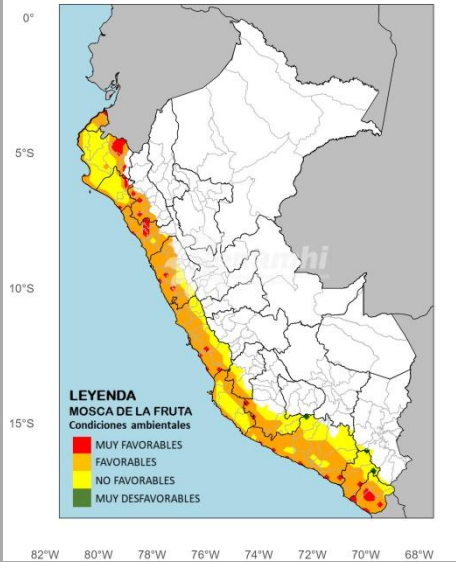 0°
5°S
10°S
15°S
senamhi
LEYENDA
MOSCA DE LA FRUTA
Condiciones ambientales
MUY FAVORABLES
FAVORABLES
NO FAVORABLES
MUY DESFAVORABLES
82°W 80°W 78°W 76°W 74°W 72°W 70°W 68°W